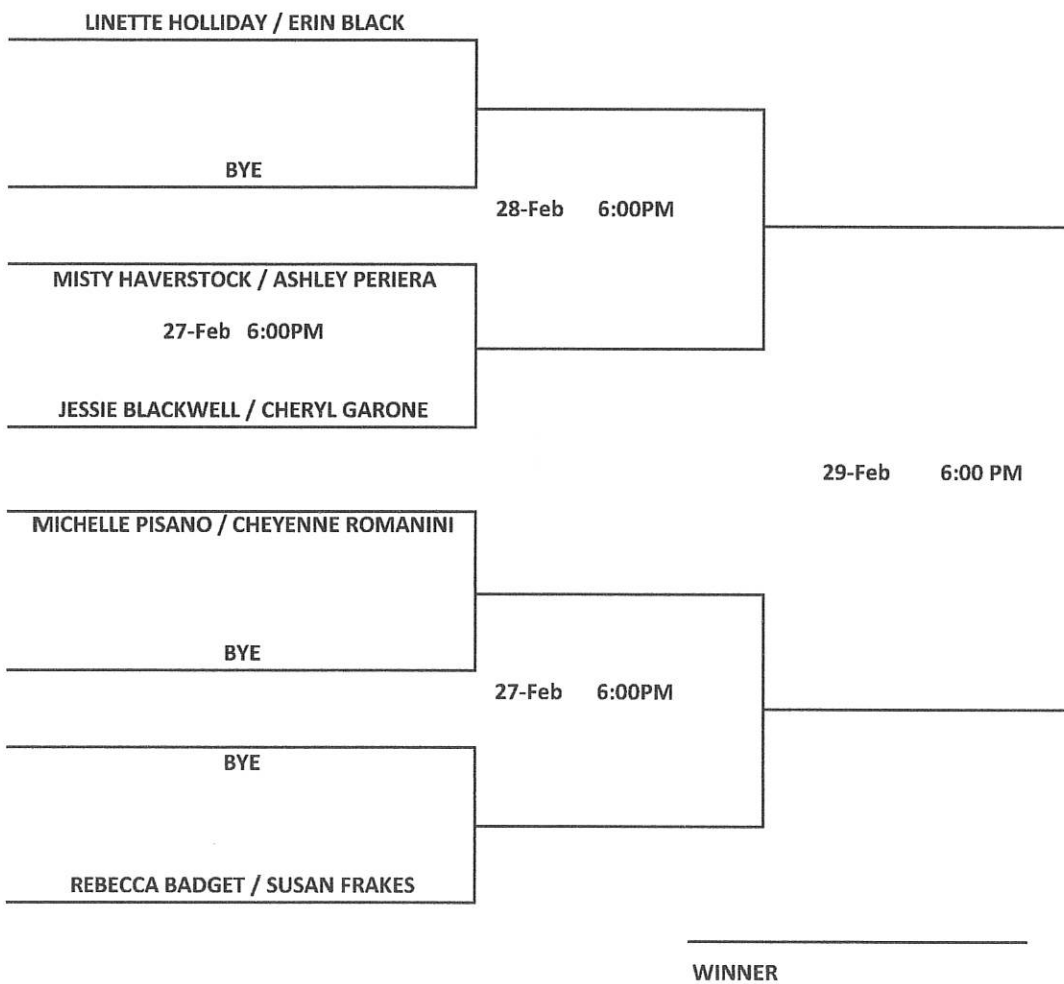 LINETTE HOLLIDAY / ERIN BLACK
BYE
28-Feb 6:00PM
MISTY HAVERSTOCK / ASHLEY PERIERA
27-Feb 6:00PM
JESSIE BLACKWELL / CHERYL GARONE
29-Feb 6:00 PM
MICHELLE PISANO / CHEYENNE ROMANINI
BYE
27-Feb 6:00PM
BYE
REBECCA BADGET / SUSAN FRAKES
WINNER